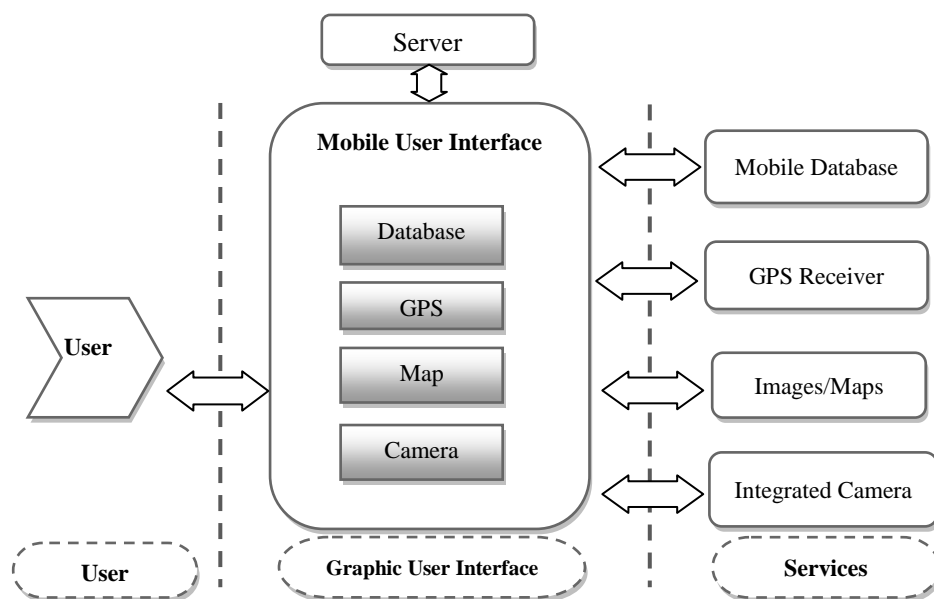 Server
Mobile User Interface
Database
GPS
Map
Camera
User
Mobile Database
GPS Receiver
Images/Maps
Integrated Camera
User
Graphic User Interface
Services